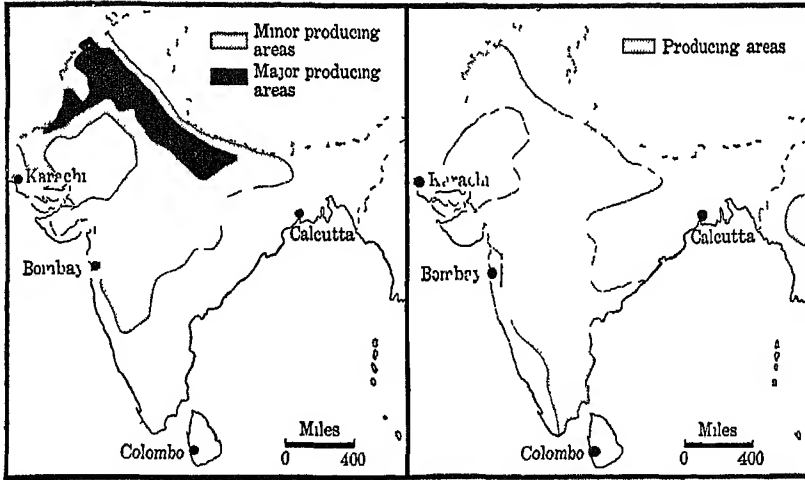 Minor producing
areas
Major producing
areas
Karachi
Calcutta
Bombay
Colombo
Miles
0 400
Producing areas
Karachi
Calcutta
Bombay
Colombo
Miles
0 400